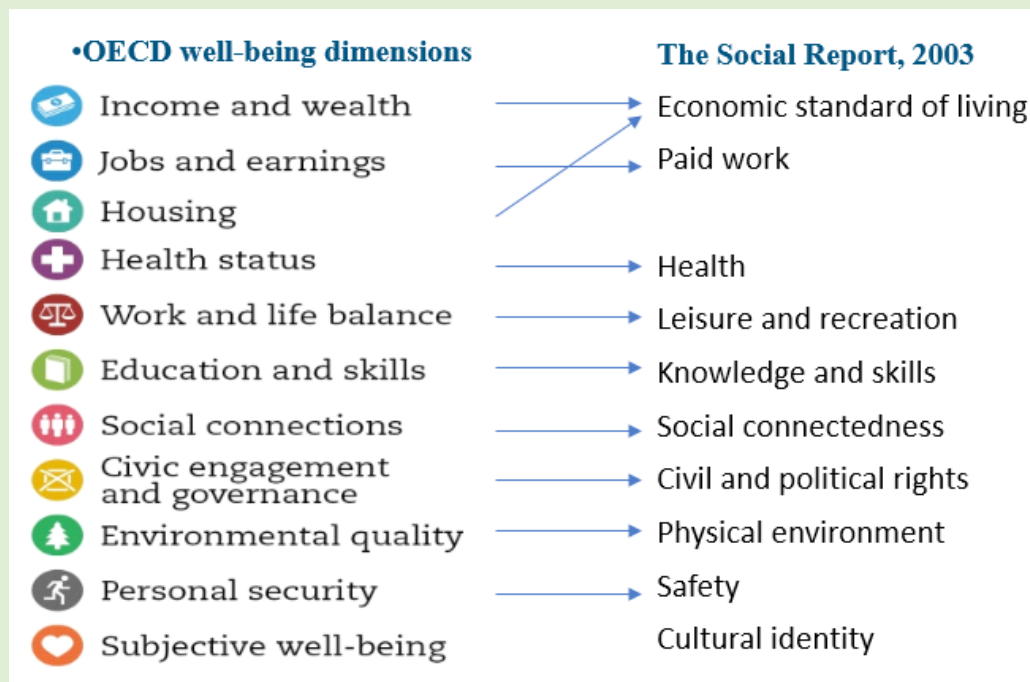 •OECD well-being dimensions
Income and wealth
Jobs and earnings
Housing
Health status
Work and life balance
Education and skills
Social connections
Civic engagement
and governance
Environmental quality
Personal security
Subjective well-being
The Social Report, 2003
Economic standard of living
Paid work
Health
Leisure and recreation
Knowledge and skills
Social connectedness
Civil and political rights
Physical environment
Safety
Cultural identity